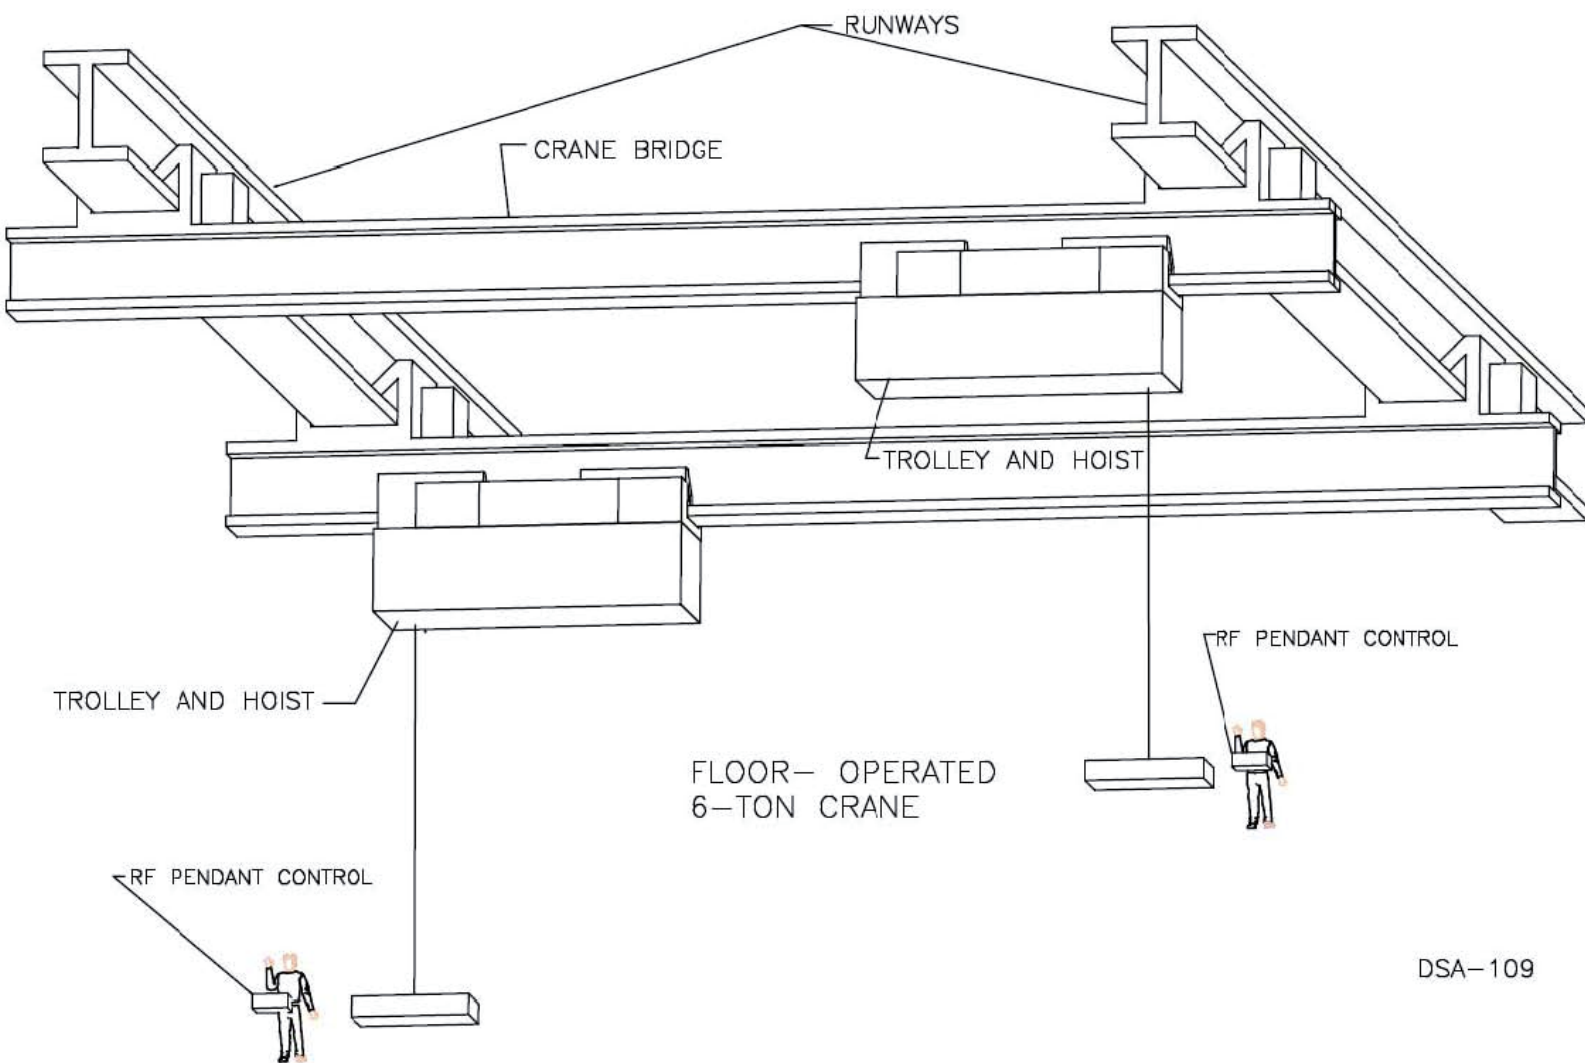 RUNWAYS
CRANE BRIDGE
TROLLEY AND HOIST
RF PENDANT CONTROL
TROLLEY AND HOIST
FLOOR- OPERATED
6-TON CRANE
RF PENDANT CONTROL
DSA-109